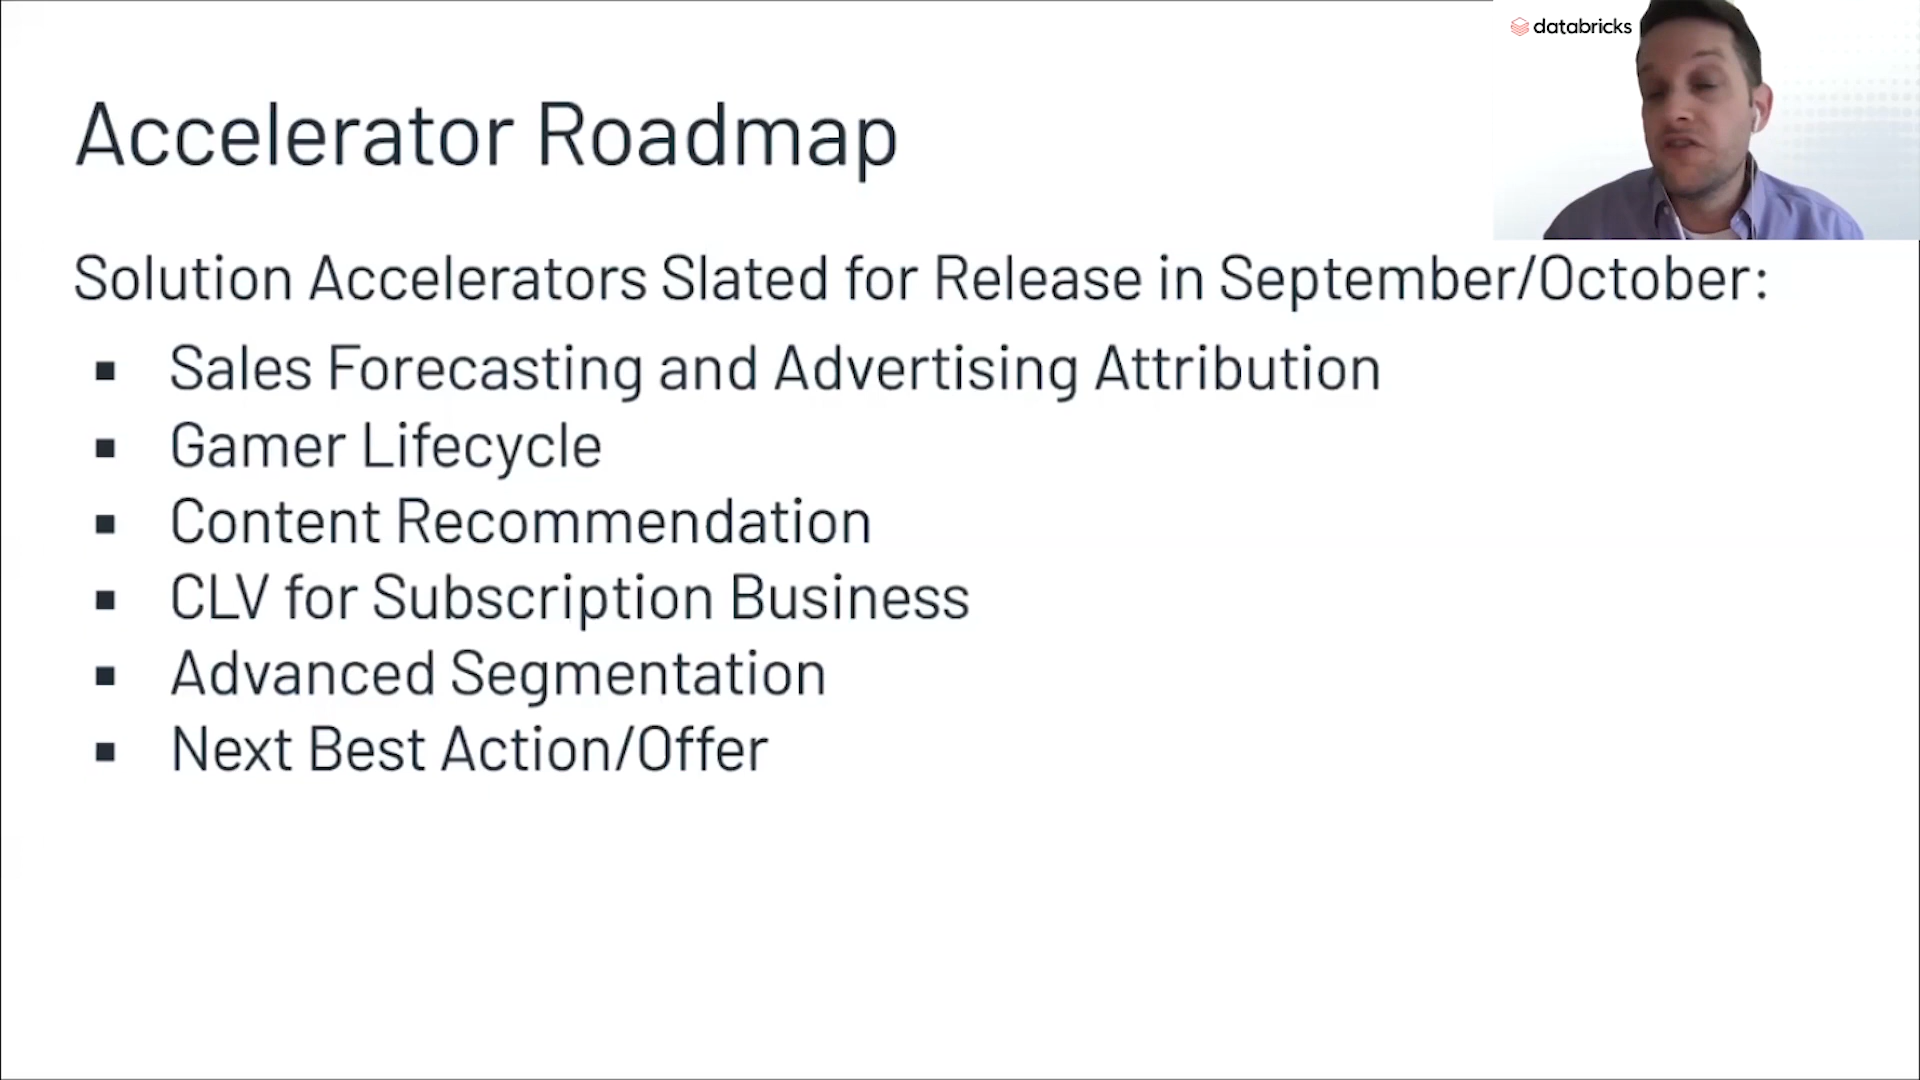 databricks
Accelerator Roadmap
Solution Accelerators Slated for Release in September/October:
▪ Sales Forecasting and Advertising Attribution
▪ Gamer Lifecycle
▪ Content Recommendation
▪ CLV for Subscription Business
▪ Advanced Segmentation
▪ Next Best Action/Offer